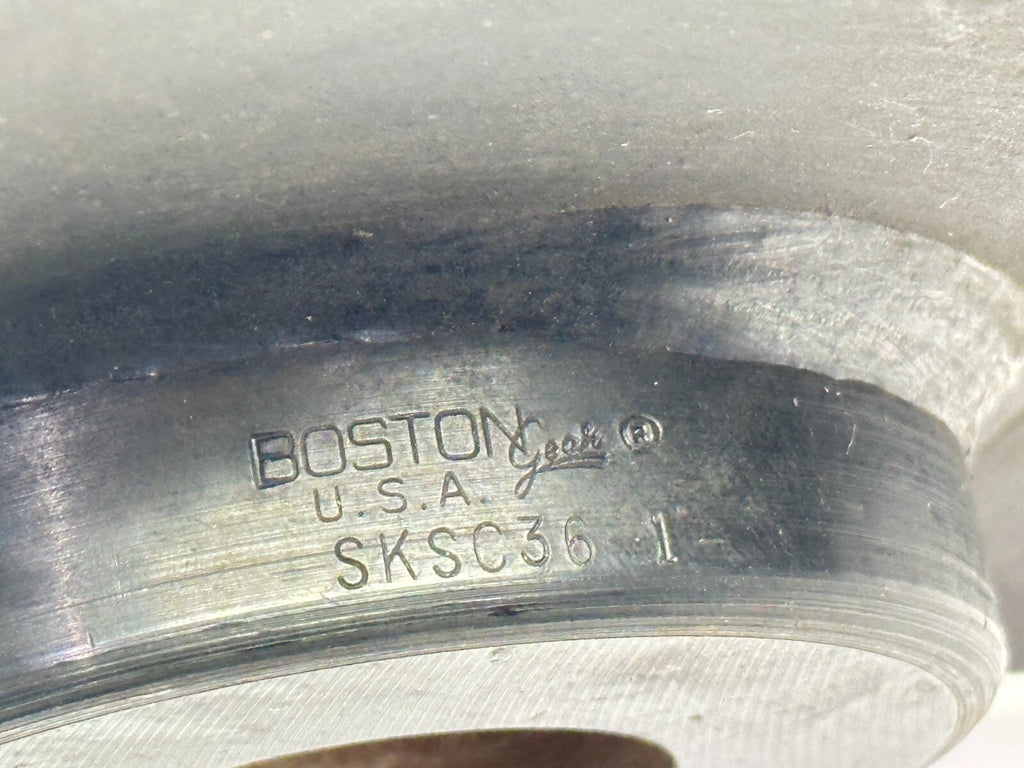 BOSTON Gear ®
U.S.A.
SKSC36 1-